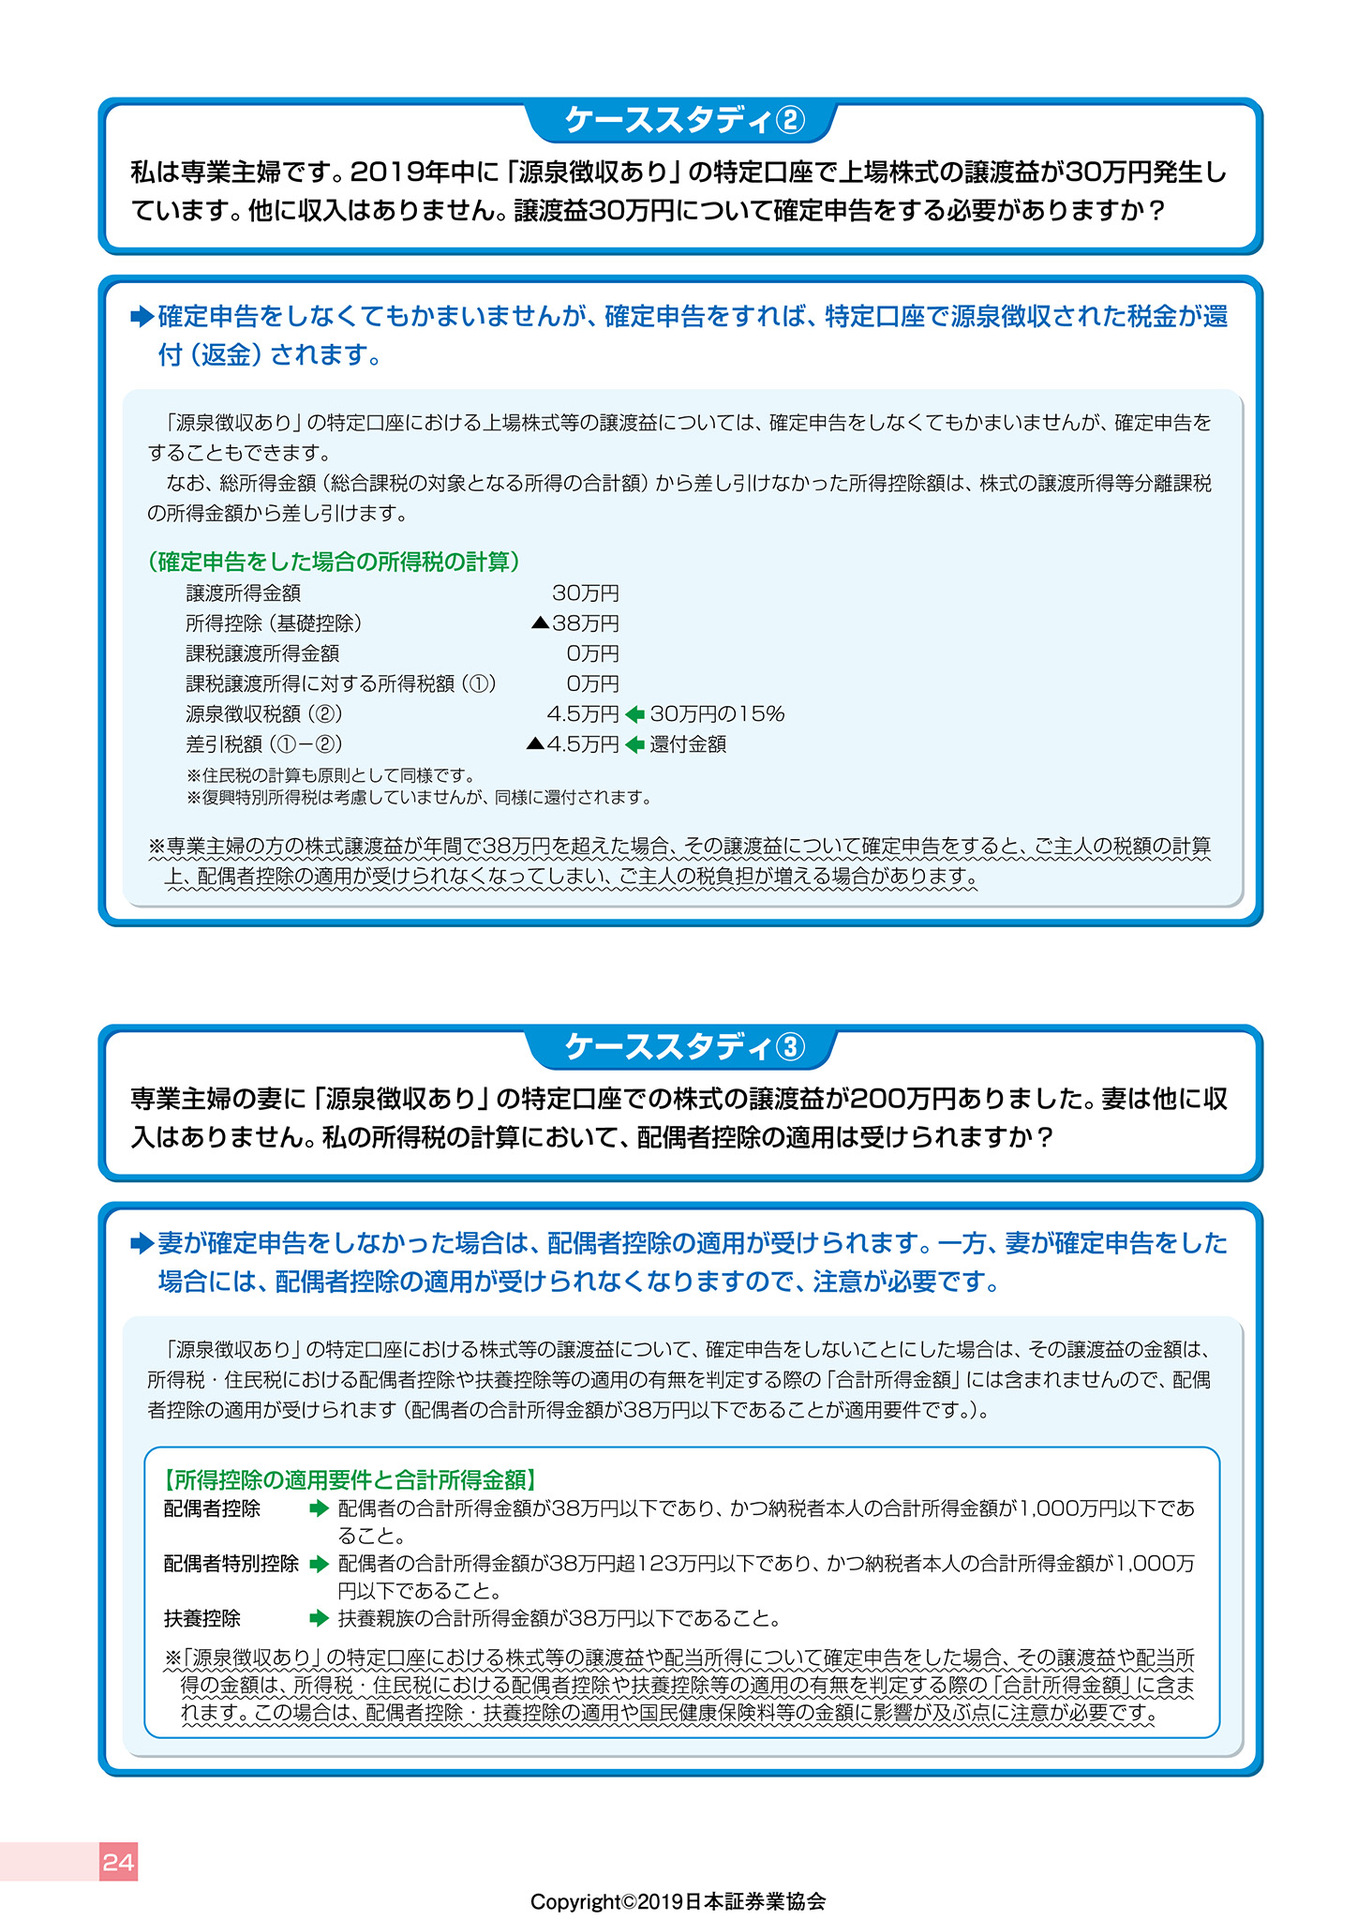 ケーススタディ②
私は専業主婦です。2019年中に「源泉徴収あり」の特定口座で上場株式の譲渡益が30万円発生し
ています。他に収入はありません。譲渡益30万円について確定申告をする必要がありますか？
➡確定申告をしなくてもかまいませんが、確定申告をすれば、特定口座で源泉徴収された税金が還
付（返金）されます。
「源泉徴収あり」の特定口座における上場株式等の譲渡益については、確定申告をしなくてもかまいませんが、確定申告を
することもできます。
なお、総所得金額（総合課税の対象となる所得の合計額）から差し引けなかった所得控除額は、株式の譲渡所得等分離課税
の所得金額から差し引けます。
（確定申告をした場合の所得税の計算）
譲渡所得金額 30万円
所得控除（基礎控除） ▲38万円
課税譲渡所得金額 0万円
課税譲渡所得に対する所得税額（①） 0万円
源泉徴収税額（②） 4.5万円 ⬅ 30万円の15%
差引税額（①－②） ▲4.5万円 ⬅ 還付金額
※住民税の計算も原則として同様です。
※復興特別所得税は考慮していませんが、同様に還付されます。
※専業主婦の方の株式譲渡益が年間で38万円を超えた場合、その譲渡益について確定申告をすると、ご主人の税額の計算
上、配偶者控除の適用が受けられなくなってしまい、ご主人の税負担が増える場合があります。
ケーススタディ③
専業主婦の妻に「源泉徴収あり」の特定口座での株式の譲渡益が200万円ありました。妻は他に収
入はありません。私の所得税の計算において、配偶者控除の適用は受けられますか？
➡妻が確定申告をしなかった場合は、配偶者控除の適用が受けられます。一方、妻が確定申告をした
場合には、配偶者控除の適用が受けられなくなりますので、注意が必要です。
「源泉徴収あり」の特定口座における株式等の譲渡益について、確定申告をしないことにした場合は、その譲渡益の金額は、
所得税・住民税における配偶者控除や扶養控除等の適用の有無を判定する際の「合計所得金額」には含まれませんので、配偶
者控除の適用が受けられます（配偶者の合計所得金額が38万円以下であることが適用要件です。）。
【所得控除の適用要件と合計所得金額】
配偶者控除 ➡ 配偶者の合計所得金額が38万円以下であり、かつ納税者本人の合計所得金額が1,000万円以下であ
ること。
配偶者特別控除 ➡ 配偶者の合計所得金額が38万円超123万円以下であり、かつ納税者本人の合計所得金額が1,000万
円以下であること。
扶養控除 ➡ 扶養親族の合計所得金額が38万円以下であること。
※「源泉徴収あり」の特定口座における株式等の譲渡益や配当所得について確定申告をした場合、その譲渡益や配当所
得の金額は、所得税・住民税における配偶者控除や扶養控除等の適用の有無を判定する際の「合計所得金額」に含ま
れます。この場合は、配偶者控除・扶養控除の適用や国民健康保険料等の金額に影響が及ぶ点に注意が必要です。
24
Copyright©2019日本証券業協会